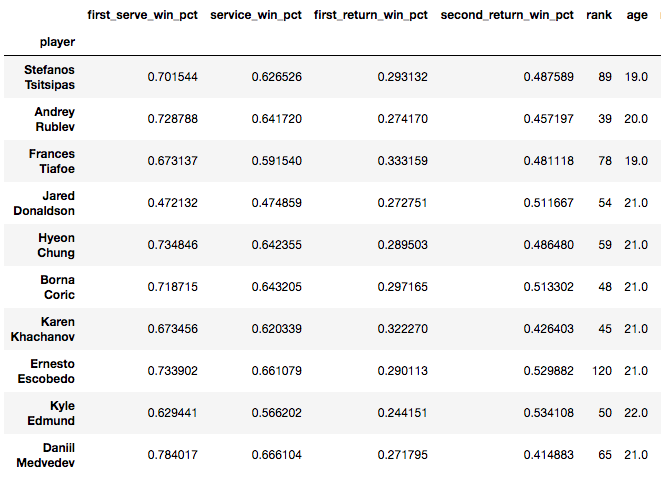 first_serve_win_pct service_win_pct first_return_win_pct second_return_win_pct rank age
player
Stefanos Tsitsipas 0.701544 0.626526 0.293132 0.487589 89 19.0
Andrey Rublev 0.728788 0.641720 0.274170 0.457197 39 20.0
Frances Tiafoe 0.673137 0.591540 0.333159 0.481118 78 19.0
Jared Donaldson 0.472132 0.474859 0.272751 0.511667 54 21.0
Hyeon Chung 0.734846 0.642355 0.289503 0.486480 59 21.0
Borna Coric 0.718715 0.643205 0.297165 0.513302 48 21.0
Karen Khachanov 0.673456 0.620339 0.322270 0.426403 45 21.0
Ernesto Escobedo 0.733902 0.661079 0.290113 0.529882 120 21.0
Kyle Edmund 0.629441 0.566202 0.244151 0.534108 50 22.0
Daniil Medvedev 0.784017 0.666104 0.271795 0.414883 65 21.0